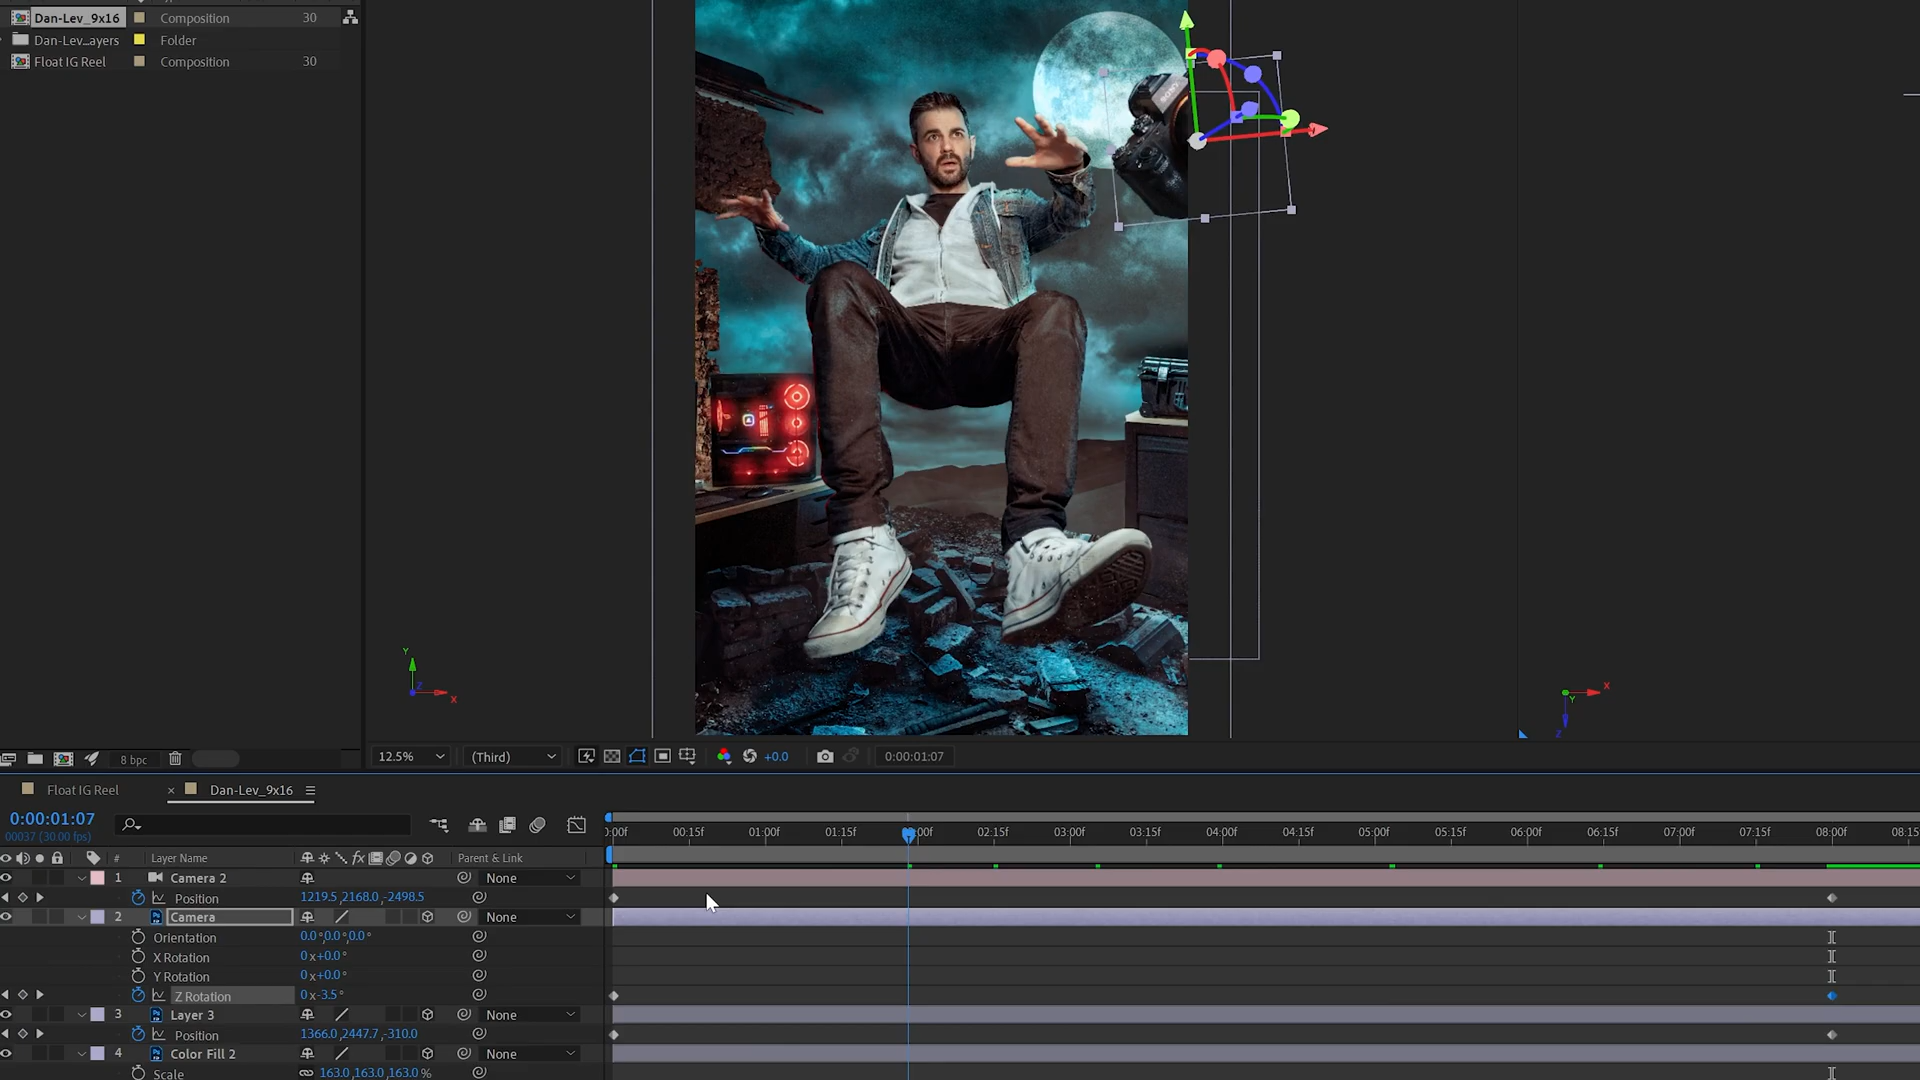 Dan-Lev_9x16 Composition 30
Dan-Lev_..ayers Folder
Float IG Reel Composition 30
Y
Z
X
X
Y
Z
8 bpc
12.5% (Third) +0.0 0:00:01:07
Float IG Reel × Dan-Lev_9x16
0:00:01:07
00037 (30.00 fps)
:00f 00:15f 01:00f 01:15f 02:00f 02:15f 03:00f 03:15f 04:00f 04:15f 05:00f 05:15f 06:00f 06:15f 07:00f 07:15f 08:00f 08:15
# Layer Name fx Parent & Link
1 Camera 2 None
Position 1219.5,2168.0,-2498.5
2 Camera None
Orientation 0.0°,0.0°,0.0°
X Rotation 0x+0.0°
Y Rotation 0x+0.0°
Z Rotation 0x-3.5°
3 Layer 3 None
Position 1366.0,2447.7,-310.0
4 Color Fill 2 None
Scale 163.0,163.0,163.0%